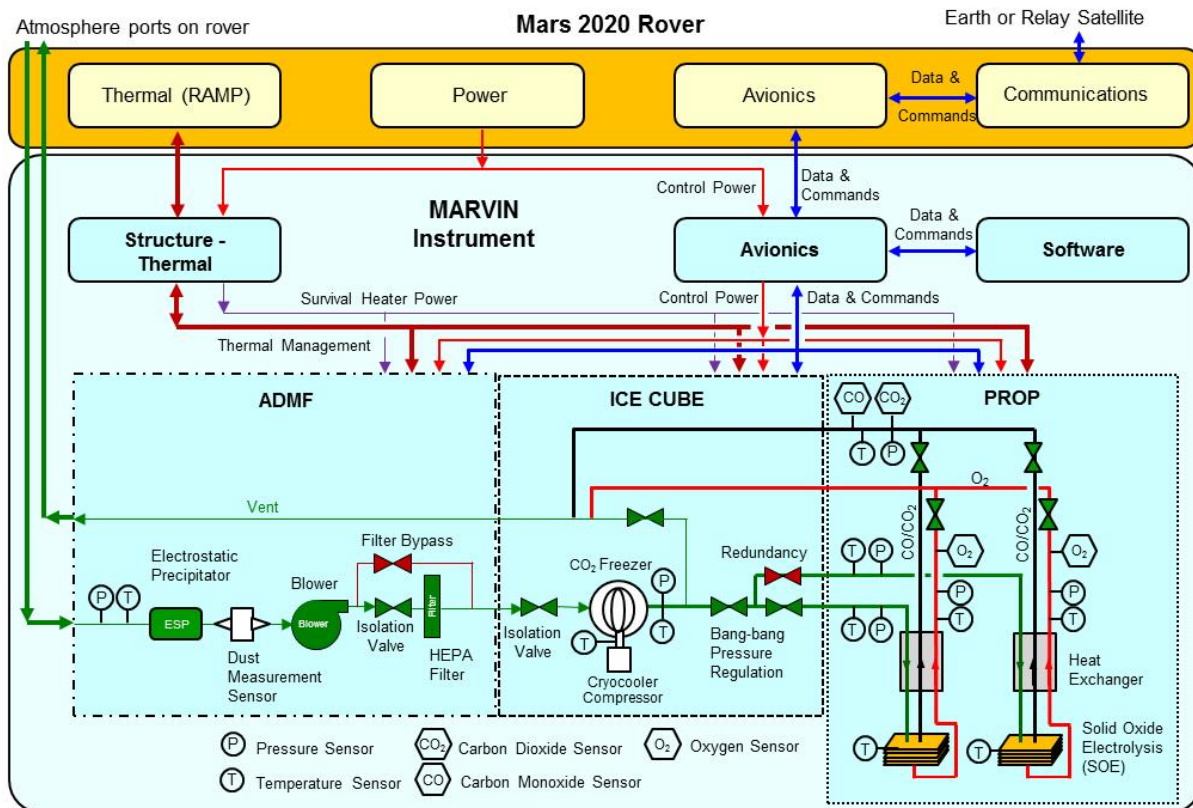 Mars 2020 Rover
Atmosphere ports on rover
Earth or Relay Satellite
Thermal (RAMP)
Power
Avionics
Data &
Commands
Communications
Control Power
Data &
Commands
MARVIN
Instrument
Structure -
Thermal
Avionics
Data &
Commands
Software
Survival Heater Power
Control Power
Data & Commands
Thermal Management
ADMF
ICE CUBE
PROP
CO
CO2
T
P
O2
Vent
CO/CO2
CO/CO2
O2
O2
Filter Bypass
Redundancy
Electrostatic
Precipitator
Blower
CO2 Freezer
P
T
T
P
P
T
P
T
ESP
Blower
Filter
P
T
T
T
P
Isolation
Valve
Isolation
Valve
Bang-bang
Pressure
Regulation
Dust
Measurement
Sensor
HEPA
Filter
Cryocooler
Compressor
Heat
Exchanger
T
T
Solid Oxide
Electrolysis
(SOE)
P Pressure Sensor
CO2 Carbon Dioxide Sensor
O2 Oxygen Sensor
T Temperature Sensor
CO Carbon Monoxide Sensor